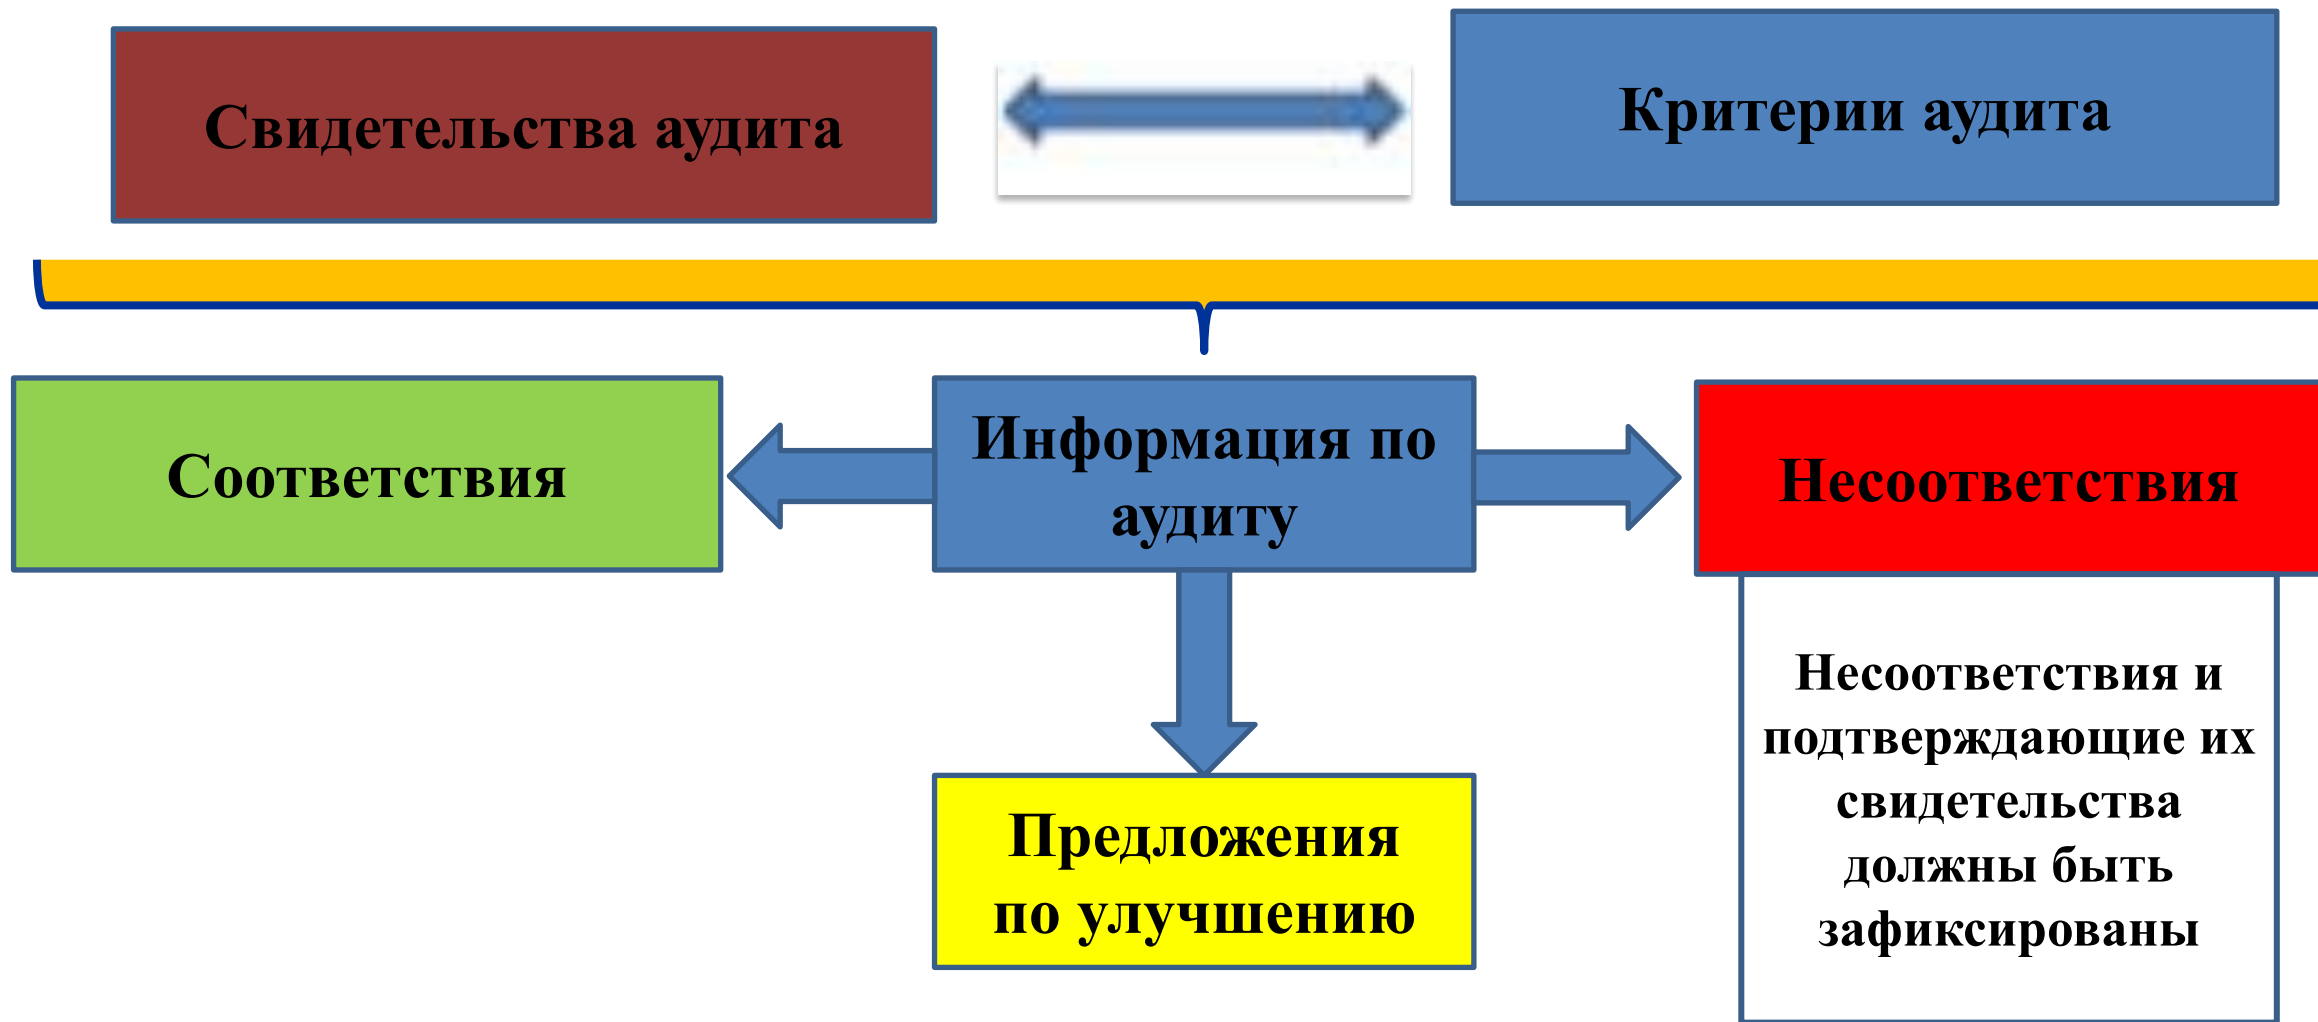 Свидетельства аудита
Критерии аудита
Соответствия
Информация по
аудиту
Несоответствия
Предложения
по улучшению
Несоответствия и
подтверждающие их
свидетельства
должны быть
зафиксированы